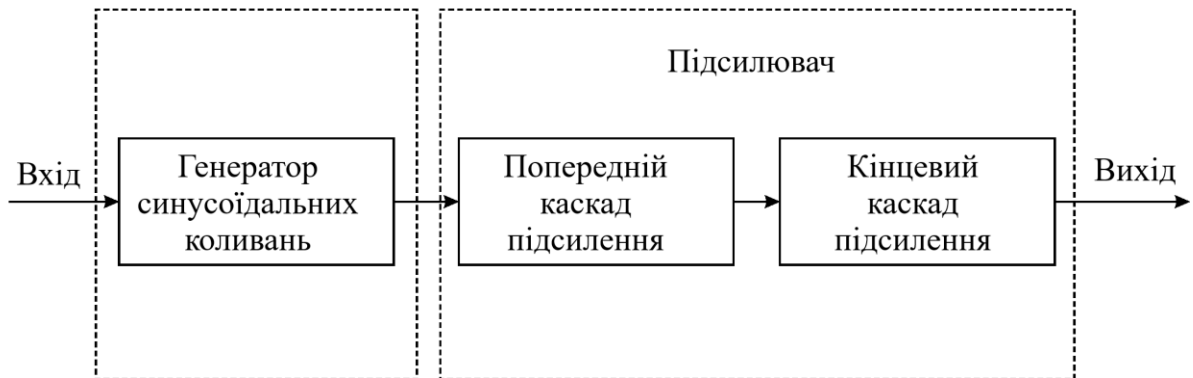 Підсилювач
Вхід
Генератор
синусоїдальних
коливань
Попередній
каскад
підсилення
Кінцевий
каскад
підсилення
Вихід